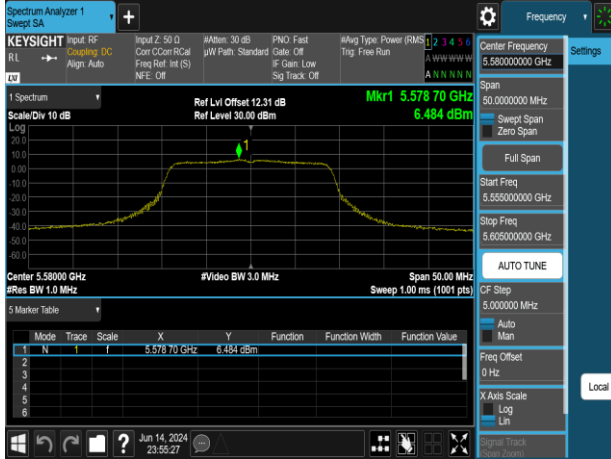 Spectrum Analyzer 1
Swept SA
Frequency
KEYSIGHT
RL
Input: RF
Coupling: DC
Align: Auto
Input Z: 50 Ω
Corr CCorr RCal
Freq Ref: Int (S)
NFE: Off
#Atten: 30 dB
µW Path: Standard
PNO: Fast
Gate: Off
IF Gain: Low
Sig Track: Off
#Avg Type: Power (RMS
Trig: Free Run
1 2 3 4 5 6
A W W W W W
A N N N N N
Center Frequency
5.580000000 GHz
Settings
1 Spectrum
Scale/Div 10 dB
Ref Lvl Offset 12.31 dB
Ref Level 30.00 dBm
Mkr1 5.578 70 GHz
6.484 dBm
Log
20.0
10.0
0.00
-10.0
-20.0
-30.0
-40.0
-50.0
-60.0
1
Center 5.58000 GHz
#Res BW 1.0 MHz
#Video BW 3.0 MHz
Span 50.00 MHz
Sweep 1.00 ms (1001 pts)
Span
50.0000000 MHz
Swept Span
Zero Span
Full Span
Start Freq
5.555000000 GHz
Stop Freq
5.605000000 GHz
AUTO TUNE
CF Step
5.000000 MHz
Auto
Man
Freq Offset
0 Hz
X Axis Scale
Log
Lin
Signal Track
(Span Zoom)
Local
5 Marker Table
Mode Trace Scale X Y Function Function Width Function Value
1 N 1 f 5.578 70 GHz 6.484 dBm
2
3
4
5
6
?
Jun 14, 2024
23:55:27